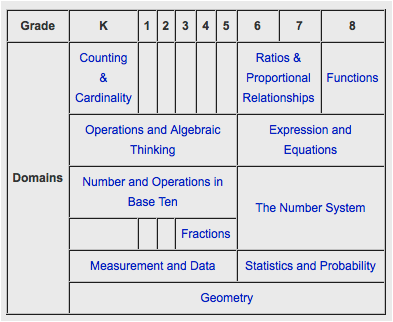 Grade K 1 2 3 4 5 6 7 8
Domains
Counting
&
Cardinality
Ratios &
Proportional
Relationships
Functions
Operations and Algebraic
Thinking
Expression and
Equations
Number and Operations in
Base Ten
The Number System
Fractions
Measurement and Data
Statistics and Probability
Geometry